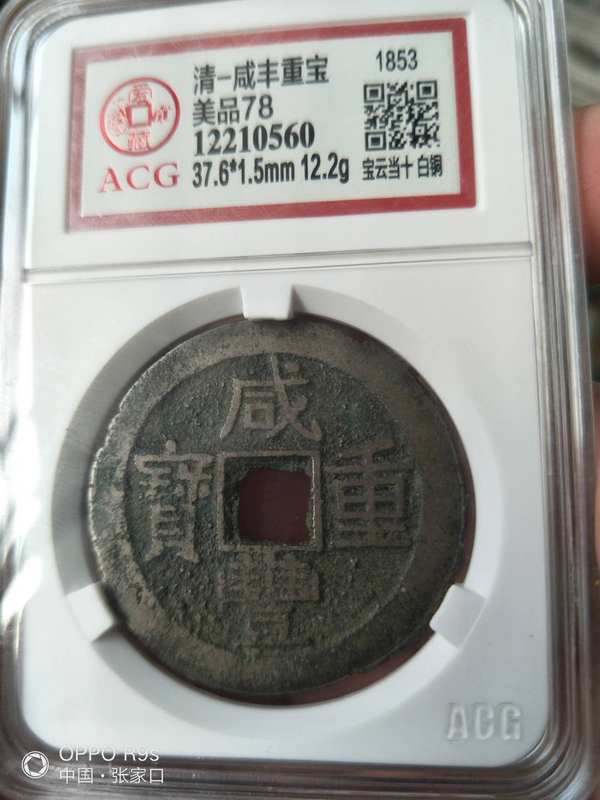 清-咸丰重宝
1853
美品78
12210560
ACG
37.6*1.5mm 12.2g
宝云当十 白铜
咸
寶
重
豐
ACG
OPPO R9s
中国·张家口